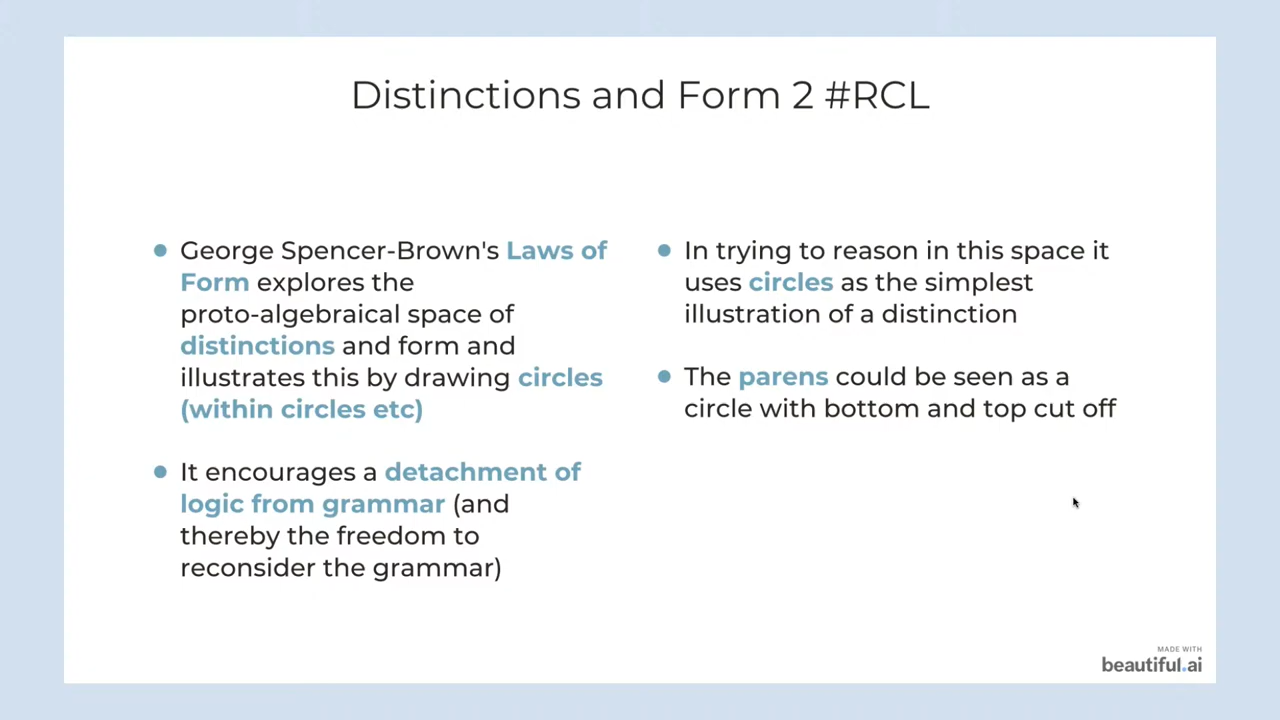 Distinctions and Form 2 #RCL
George Spencer-Brown's Laws of
Form explores the
proto-algebraical space of
distinctions and form and
illustrates this by drawing circles
(within circles etc)
It encourages a detachment of
logic from grammar (and
thereby the freedom to
reconsider the grammar)
In trying to reason in this space it
uses circles as the simplest
illustration of a distinction
The parens could be seen as a
circle with bottom and top cut off
MADE WITH
beautiful.ai